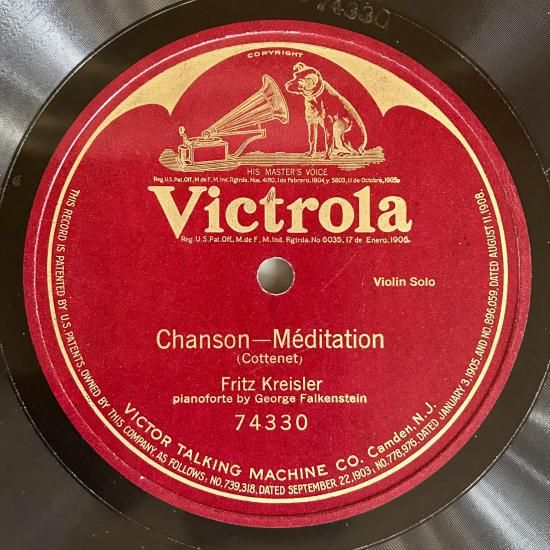 74330
COPYRIGHT
HIS MASTER'S VOICE
Reg. U.S. Pat. Off., M. de F., M. Ind. Rgtrda. Nos. 4180, 1 de Febrero, 1904 y 5803, 11 de Octubre, 1905.
Victrola
Reg. U.S. Pat. Off., M. de F., M. Ind. Rgtrda. No 6035, 17 de Enero, 1906.
Violin Solo
Chanson—Méditation
(Cottenet)
Fritz Kreisler
pianoforte by George Falkenstein
74330
VICTOR TALKING MACHINE CO. Camden, N. J.
THIS RECORD IS PATENTED BY U.S. PATENTS, OWNED BY THIS COMPANY, AS FOLLOWS: NO. 739,318, DATED SEPTEMBER 22, 1903; NO. 778,976, DATED JANUARY 3, 1905, AND NO. 896,059, DATED AUGUST 11, 1908.